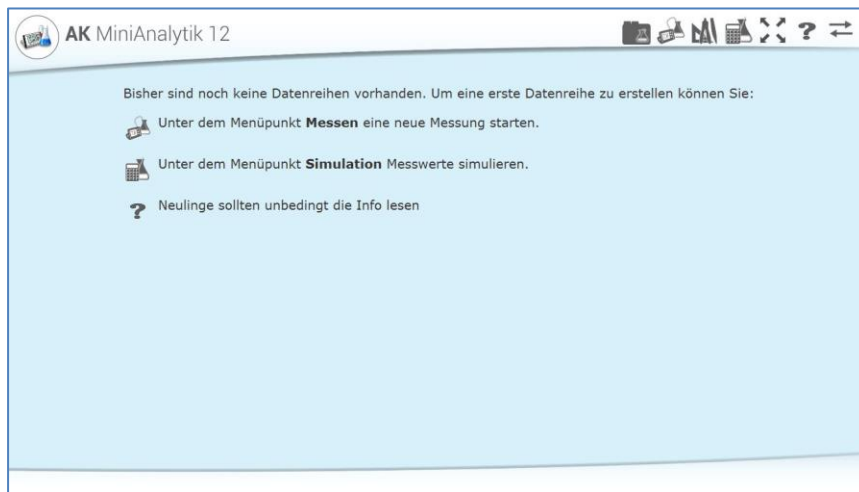 AK MiniAnalytik 12
Bisher sind noch keine Datenreihen vorhanden. Um eine erste Datenreihe zu erstellen können Sie:
Unter dem Menüpunkt Messen eine neue Messung starten.
Unter dem Menüpunkt Simulation Messwerte simulieren.
? Neulinge sollten unbedingt die Info lesen